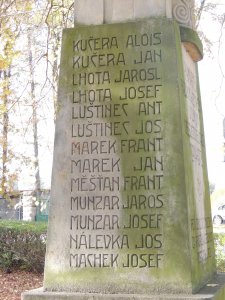 KUČERA ALOIS
KUČERA JAN
LHOTA JAROSL
LHOTA JOSEF
LUŠTINEC ANT
LUŠTINEC JOS
MAREK FRANT
MAREK JAN
MĚŠŤAN FRANT
MUNZAR JAROS
MUNZAR JOSEF
NÁLEVKA JOS
MACHEK JOSEF